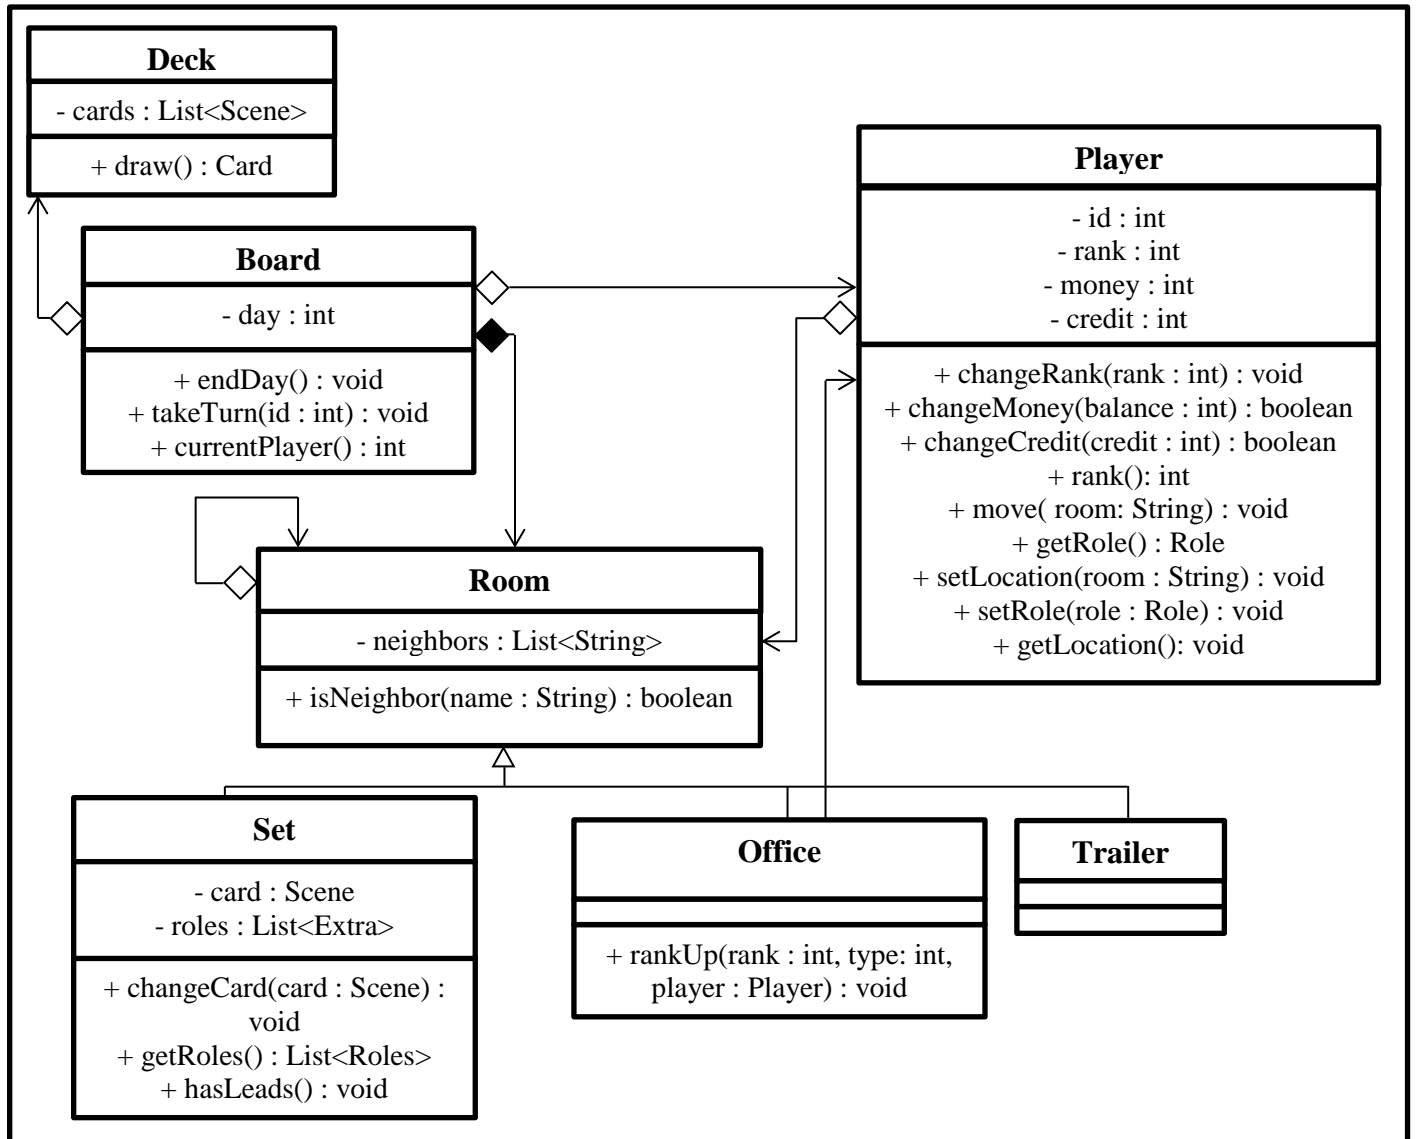 Deck
- cards : List<Scene>
+ draw() : Card
Board
- day : int
+ endDay() : void
+ takeTurn(id : int) : void
+ currentPlayer() : int
Player
- id : int
- rank : int
- money : int
- credit : int
+ changeRank(rank : int) : void
+ changeMoney(balance : int) : boolean
+ changeCredit(credit : int) : boolean
+ rank(): int
+ move( room: String) : void
+ getRole() : Role
+ setLocation(room : String) : void
+ setRole(role : Role) : void
+ getLocation(): void
Room
- neighbors : List<String>
+ isNeighbor(name : String) : boolean
Set
- card : Scene
- roles : List<Extra>
+ changeCard(card : Scene) :
void
+ getRoles() : List<Roles>
+ hasLeads() : void
Office
+ rankUp(rank : int, type: int,
player : Player) : void
Trailer